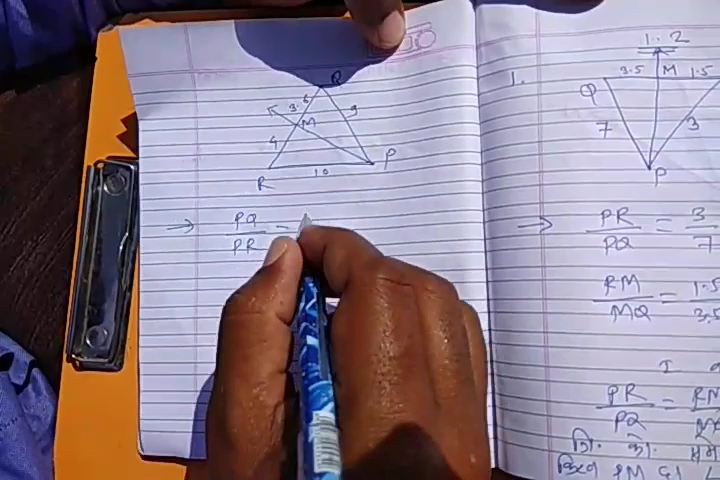 Q
3.6
9
M
4
P
R
10
→ PQ/PR =
1.2
1.
3.5 M 1.5
Q
7
3
P
→ PR/PQ = 3/7
RM/MQ = 1.5/3.5
PR/PQ = RM
PM